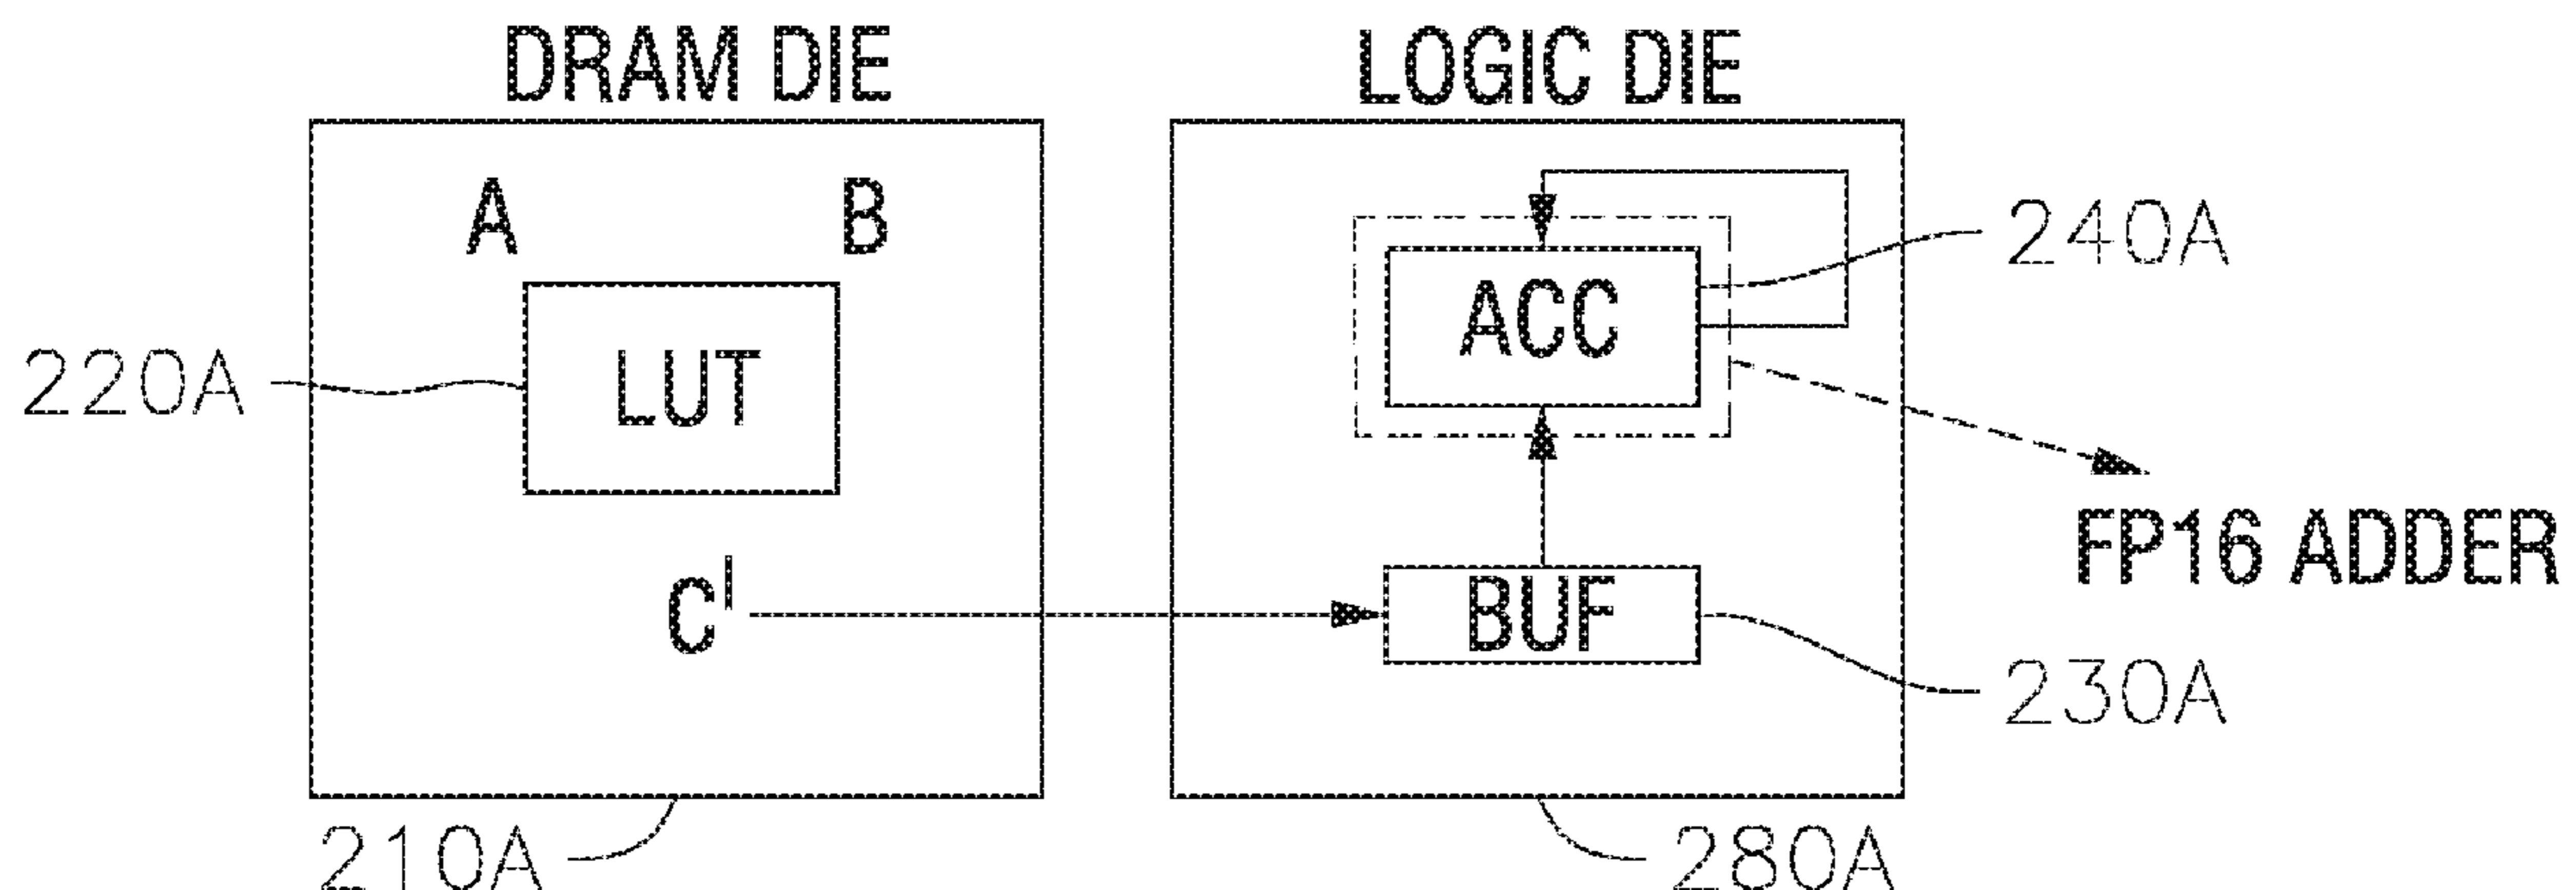 DRAM DIE
LOGIC DIE
A B
240A
ACC
220A
LUT
FP16 ADDER
C'
BUF
230A
210A
280A